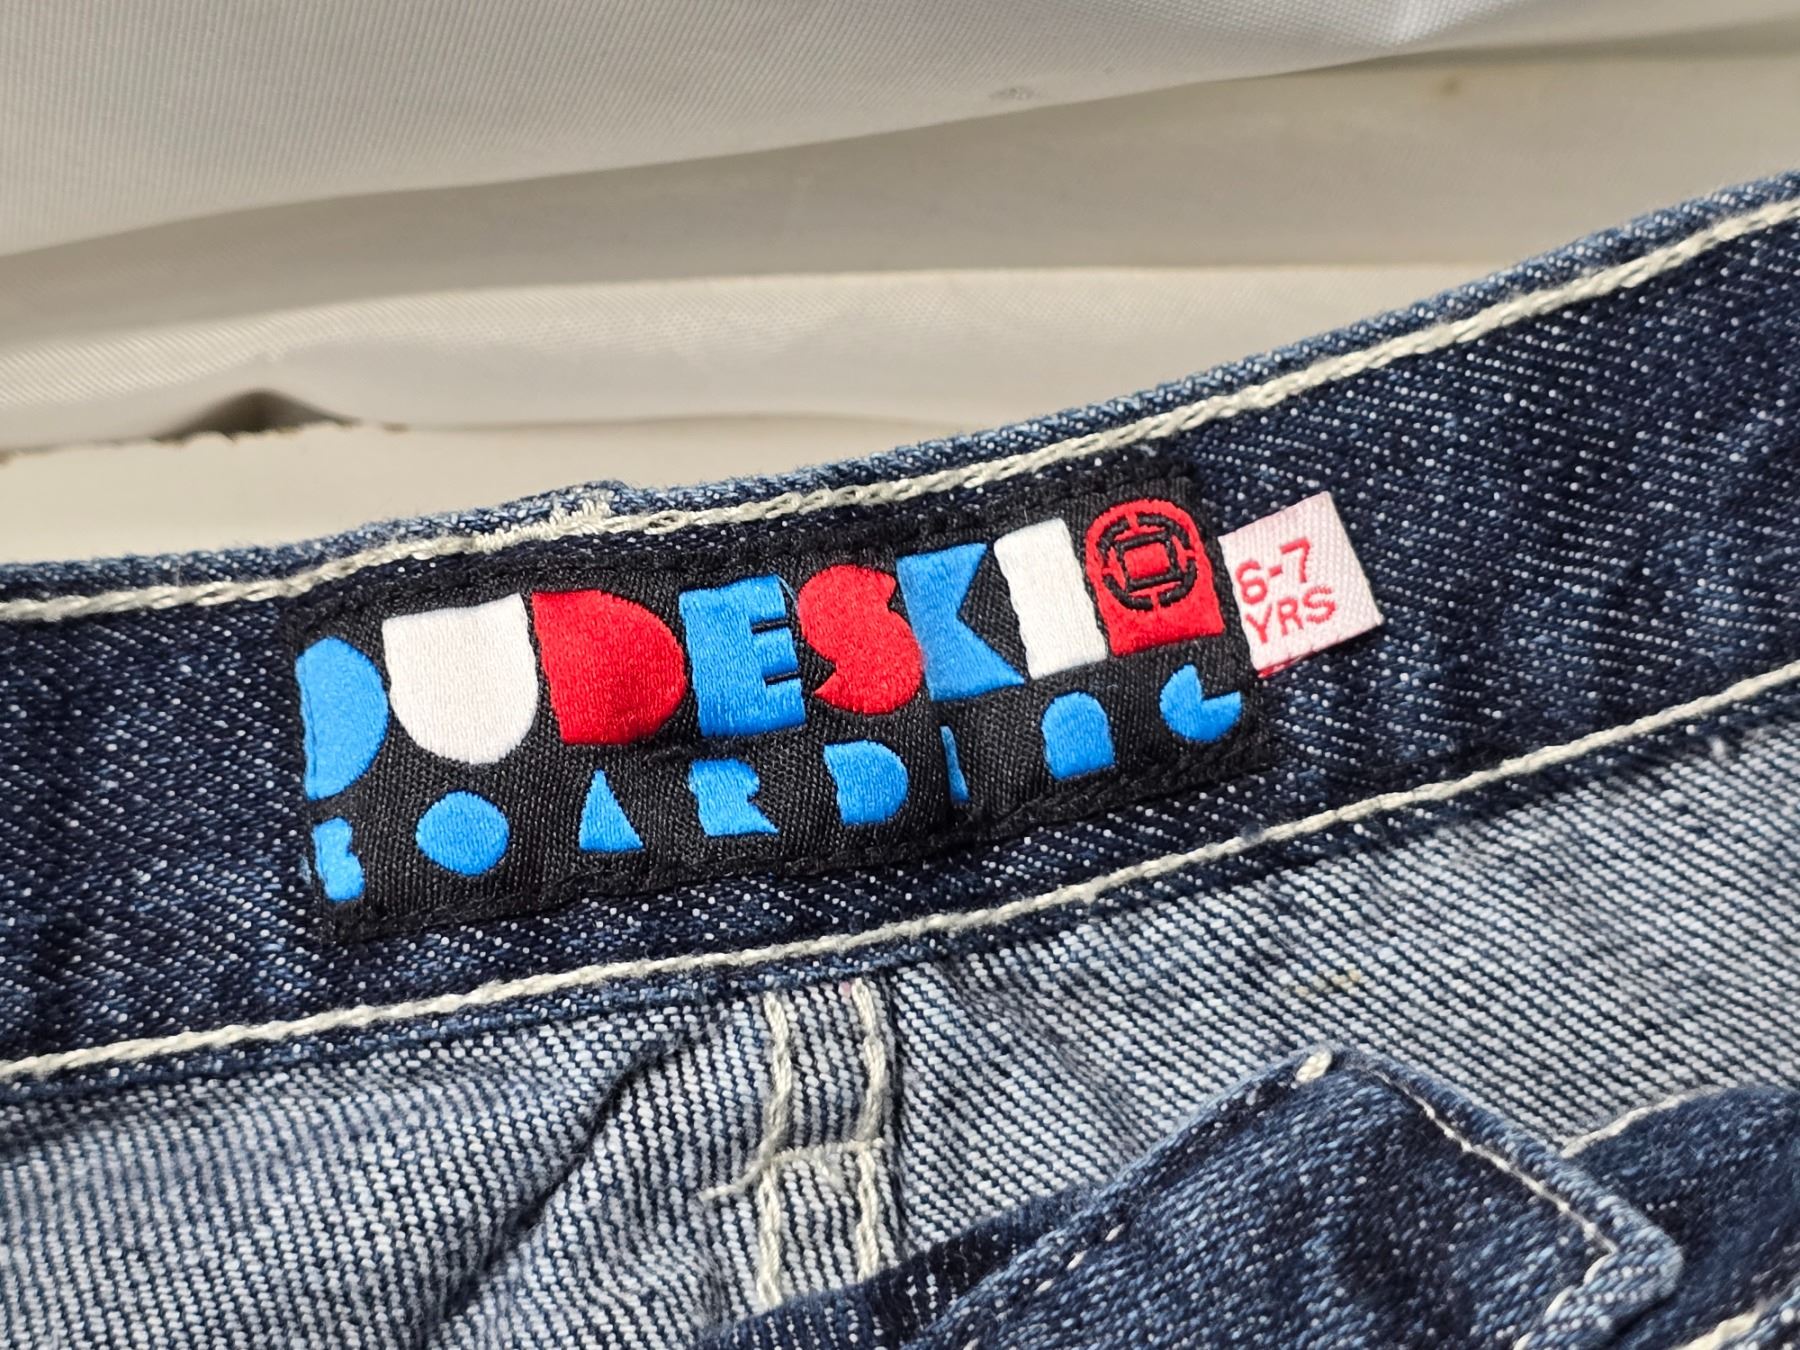 DUDESKI
BOARDING
6-7
YRS